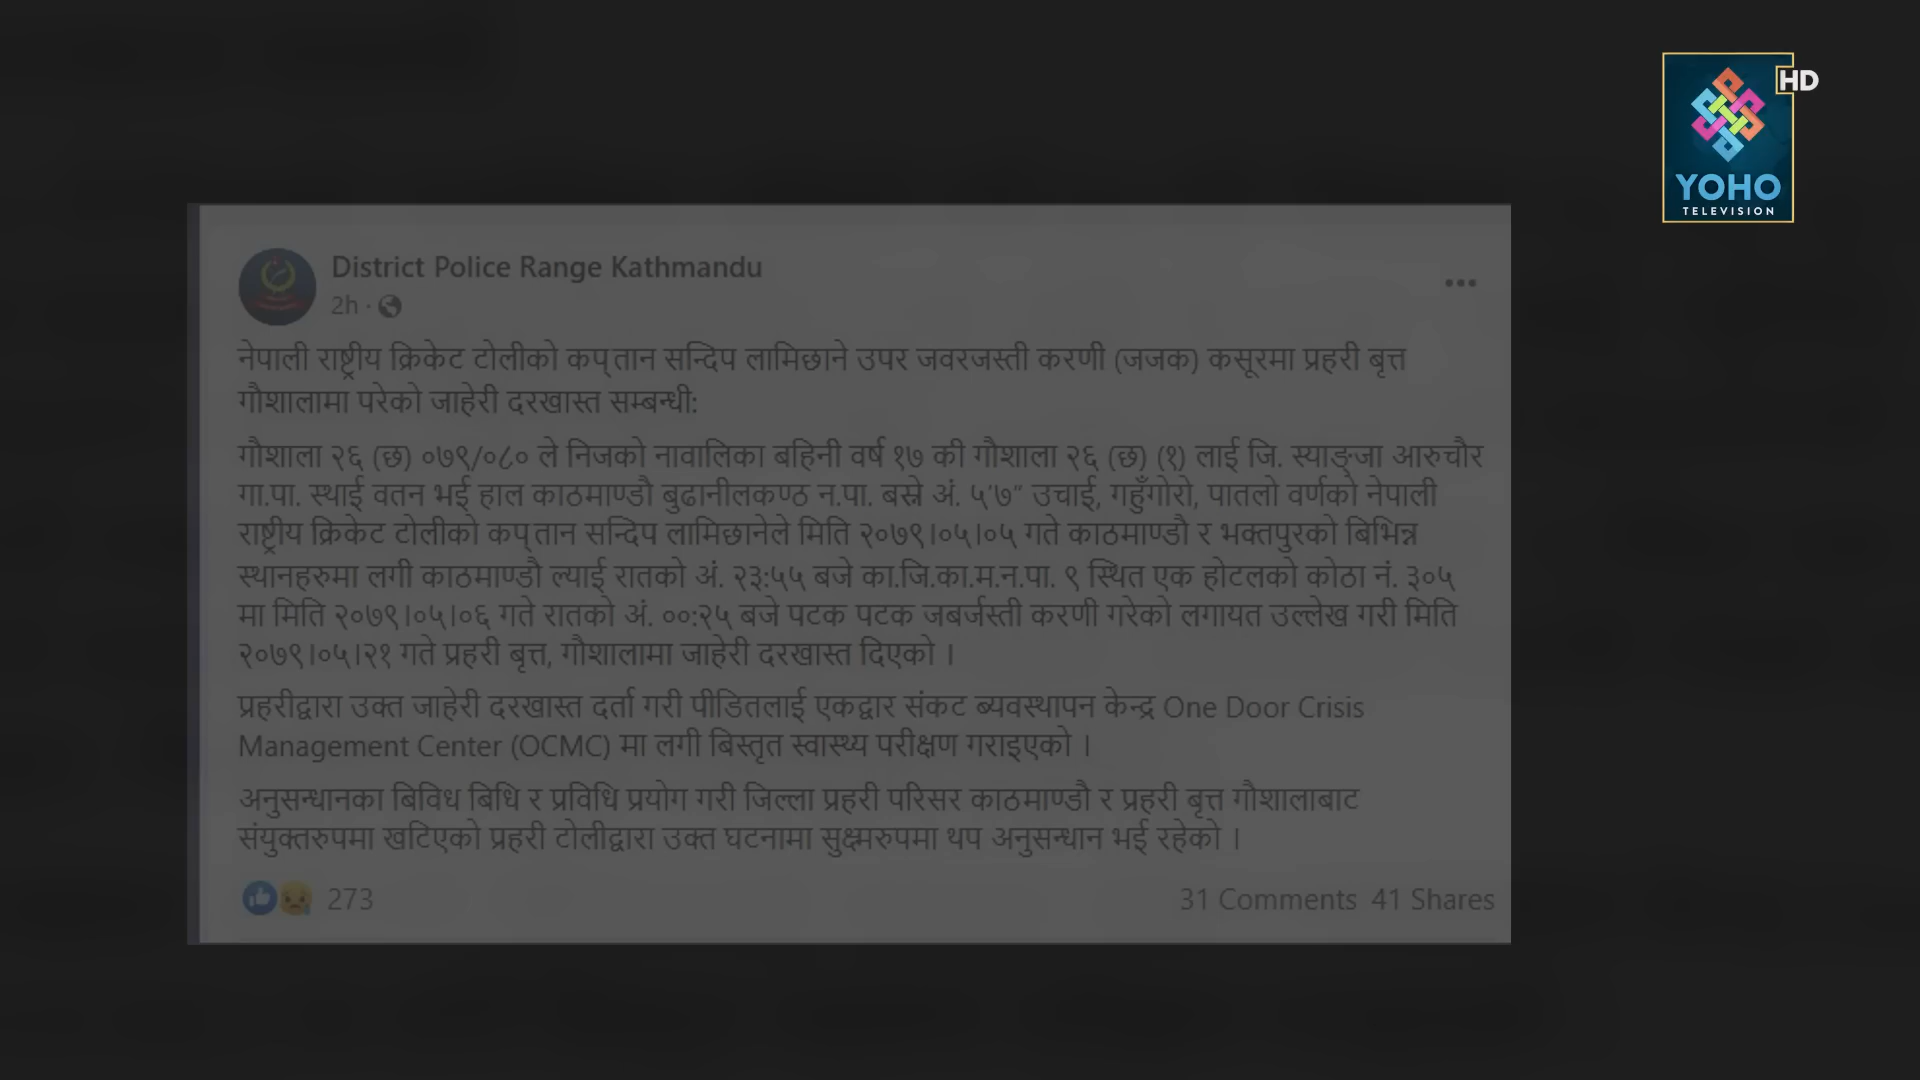 HD
YOHO
TELEVISION
District Police Range Kathmandu
2h ·
नेपाली राष्ट्रीय क्रिकेट टोलीको कप्तान सन्दिप लामिछाने उपर जवरजस्ती करणी (जजक) कसूरमा प्रहरी बृत्त
गौशालामा परेको जाहेरी दरखास्त सम्बन्धी:
गौशाला २६ (छ) ०७९/०८० ले निजको नावालिका बहिनी वर्ष १७ की गौशाला २६ (छ) (१) लाई जि. स्याङ्जा आरुचौर
गा.पा. स्थाई वतन भई हाल काठमाण्डौ बुढानीलकण्ठ न.पा. बस्ने अं. ५'७" उचाई, गहुँगोरो, पातलो वर्णको नेपाली
राष्ट्रीय क्रिकेट टोलीको कप्तान सन्दिप लामिछानेले मिति २०७९।०५।०५ गते काठमाण्डौ र भक्तपुरको बिभिन्न
स्थानहरुमा लगी काठमाण्डौ ल्याई रातको अं. २३:५५ बजे का.जि.का.म.न.पा. ९ स्थित एक होटलको कोठा नं. ३०५
मा मिति २०७९।०५।०६ गते रातको अं. ००:२५ बजे पटक पटक जबर्जस्ती करणी गरेको लगायत उल्लेख गरी मिति
२०७९।०५।२१ गते प्रहरी बृत्त, गौशालामा जाहेरी दरखास्त दिएको ।
प्रहरीद्वारा उक्त जाहेरी दरखास्त दर्ता गरी पीडितलाई एकद्वार संकट ब्यवस्थापन केन्द्र One Door Crisis
Management Center (OCMC) मा लगी बिस्तृत स्वास्थ्य परीक्षण गराइएको ।
अनुसन्धानका बिविध बिधि र प्रविधि प्रयोग गरी जिल्ला प्रहरी परिसर काठमाण्डौ र प्रहरी बृत्त गौशालाबाट
संयुक्तरुपमा खटिएको प्रहरी टोलीद्वारा उक्त घटनामा सुक्ष्मरुपमा थप अनुसन्धान भई रहेको ।
273
31 Comments 41 Shares